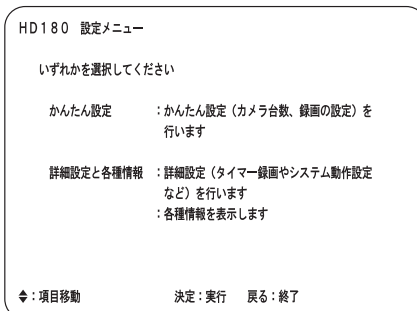 HD180 設定メニュー
いずれかを選択してください
かんたん設定 :かんたん設定(カメラ台数、録画の設定)を
行います
詳細設定と各種情報 :詳細設定(タイマー録画やシステム動作設定
など)を行います
:各種情報を表示します
◆:項目移動 決定:実行 戻る:終了